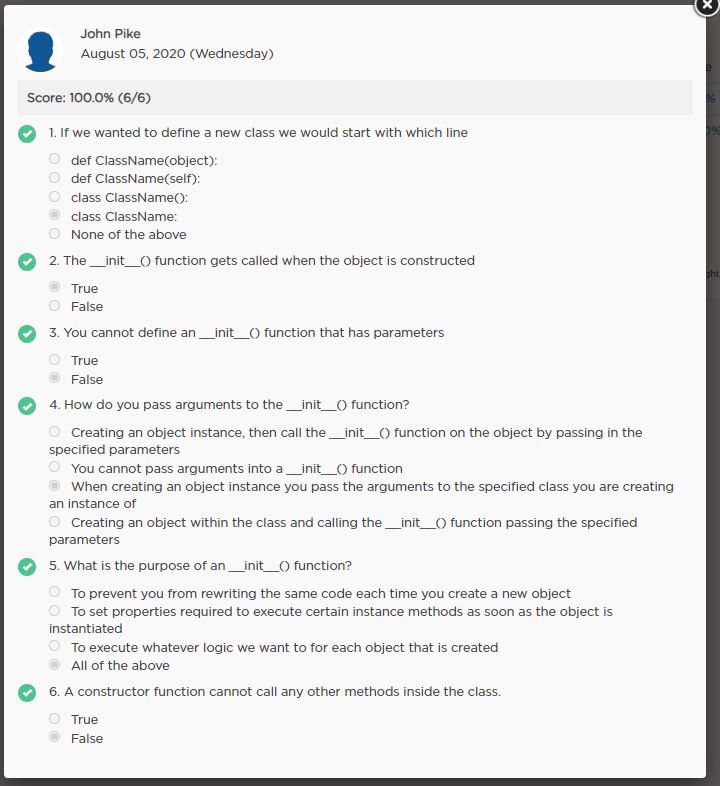 John Pike
August 05, 2020 (Wednesday)
Score: 100.0% (6/6)
1. If we wanted to define a new class we would start with which line
def ClassName(object):
def ClassName(self):
class ClassName():
class ClassName:
None of the above
2. The __init__() function gets called when the object is constructed
True
False
3. You cannot define an __init__() function that has parameters
True
False
4. How do you pass arguments to the __init__() function?
Creating an object instance, then call the __init__() function on the object by passing in the
specified parameters
You cannot pass arguments into a __init__() function
When creating an object instance you pass the arguments to the specified class you are creating
an instance of
Creating an object within the class and calling the __init__() function passing the specified
parameters
5. What is the purpose of an __init__() function?
To prevent you from rewriting the same code each time you create a new object
To set properties required to execute certain instance methods as soon as the object is
instantiated
To execute whatever logic we want to for each object that is created
All of the above
6. A constructor function cannot call any other methods inside the class.
True
False